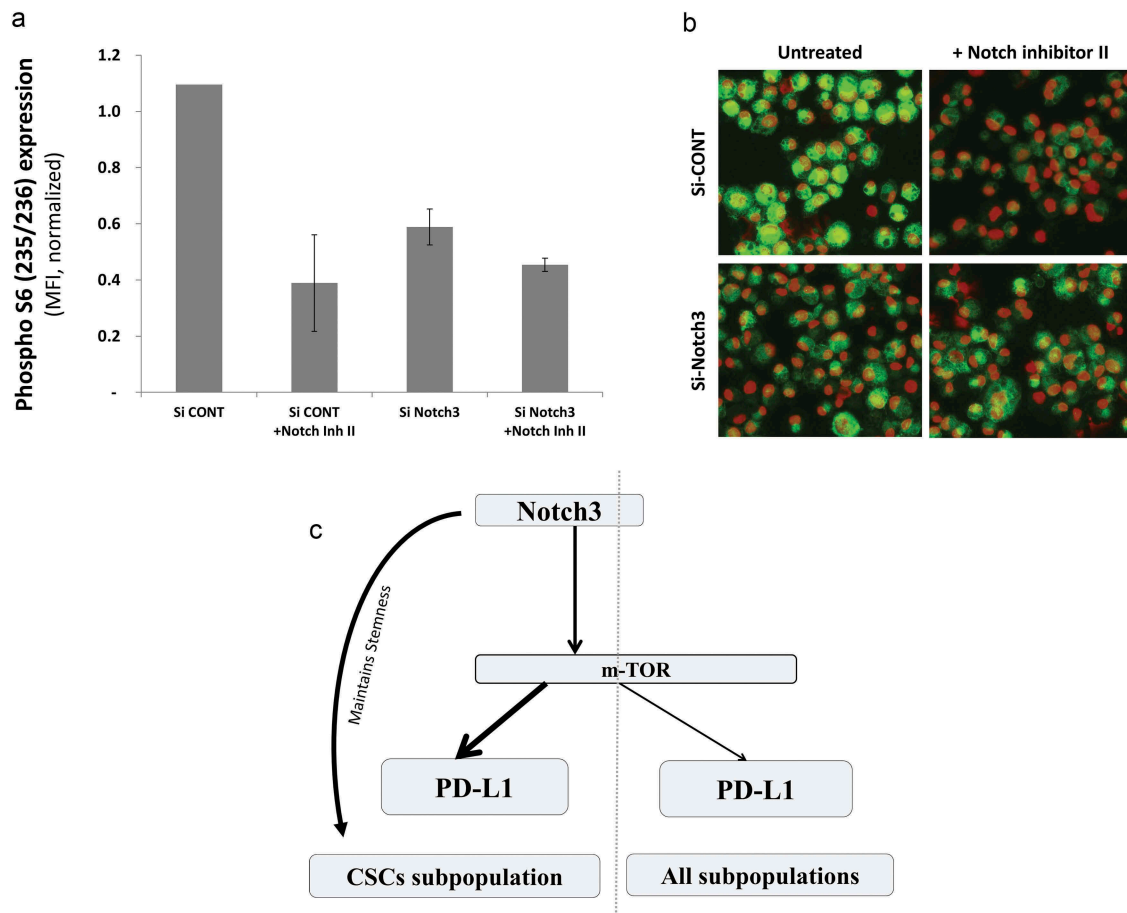 a
Phospho S6 (235/236) expression
(MFI, normalized)
1.2
1.0
0.8
0.6
0.4
0.2
-
Si CONT
Si CONT
+Notch Inh II
Si Notch3
Si Notch3
+Notch Inh II
b
Untreated
+ Notch inhibitor II
Si-CONT
Si-Notch3
c
Notch3
Maintains Stemness
m-TOR
PD-L1
PD-L1
CSCs subpopulation
All subpopulations